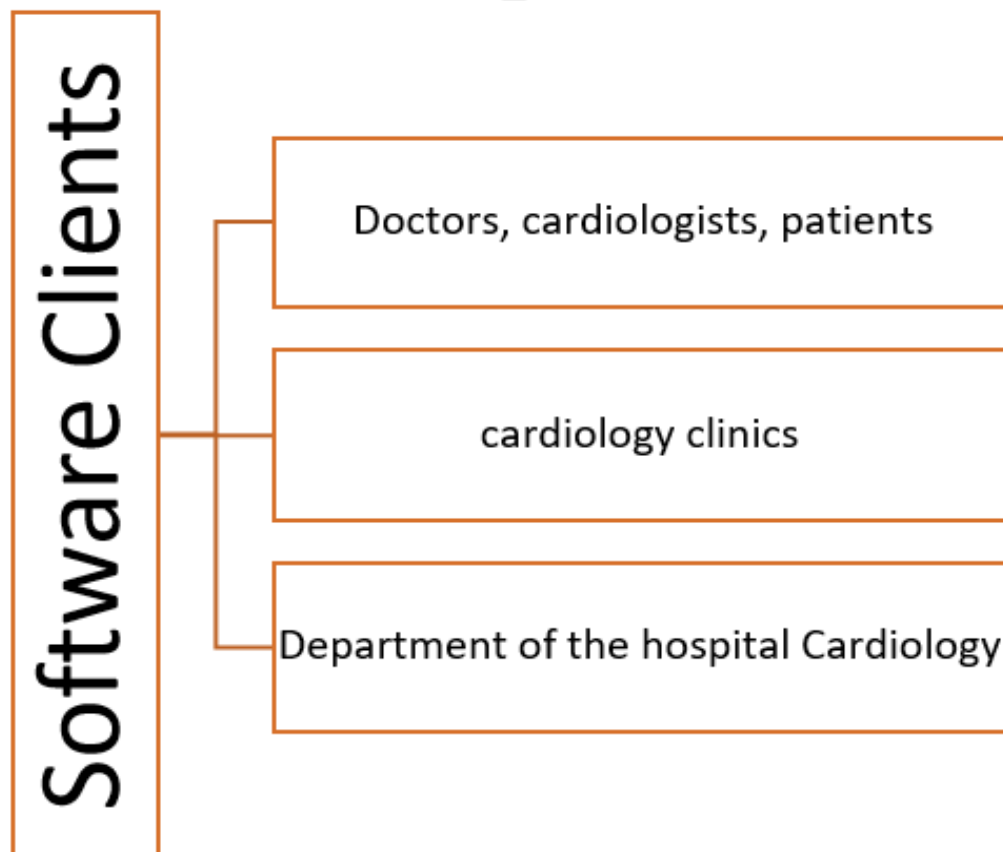 Software Clients
Doctors, cardiologists, patients
cardiology clinics
Department of the hospital Cardiology